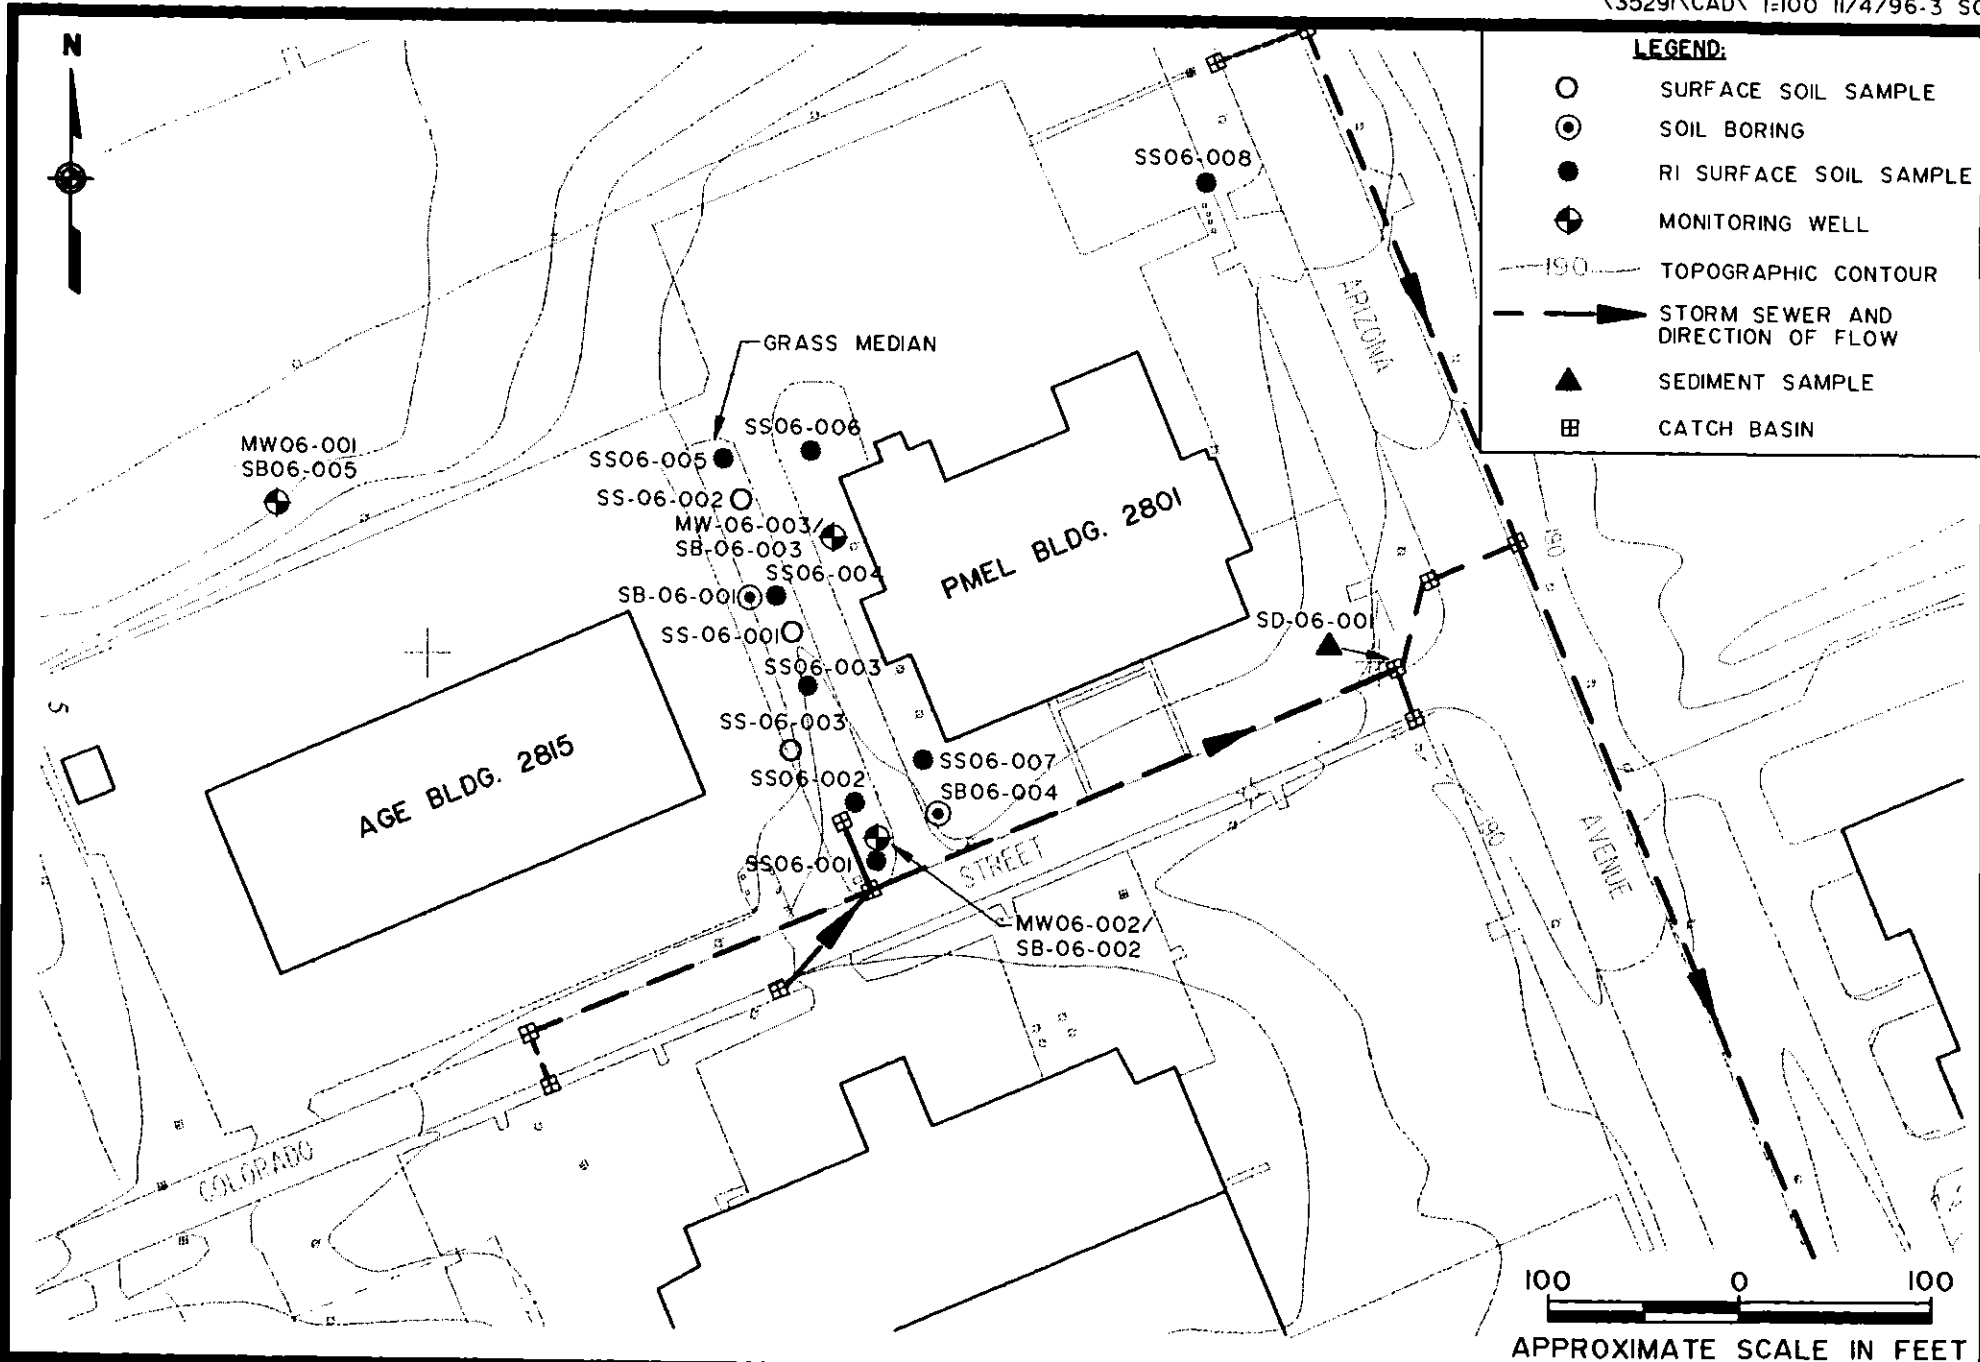 \35291\CAD\ 1=100 11/4/96-3 SC
N
LEGEND:
SURFACE SOIL SAMPLE
SOIL BORING
RI SURFACE SOIL SAMPLE
MONITORING WELL
190
TOPOGRAPHIC CONTOUR
STORM SEWER AND
DIRECTION OF FLOW
SEDIMENT SAMPLE
CATCH BASIN
SS06-008
ARIZONA
GRASS MEDIAN
MW06-001
SB06-005
SS06-006
SS06-005
SS-06-002
MW-06-003/
SB-06-003
SS06-004
SB-06-001
SS-06-001
PMEL BLDG. 2801
190
SD-06-001
SS06-003
SS-06-003
SS06-002
SS06-007
SB06-004
SS06-001
AGE BLDG. 2815
STREET
190
AVENUE
MW06-002/
SB-06-002
COLORADO
100 0 100
APPROXIMATE SCALE IN FEET